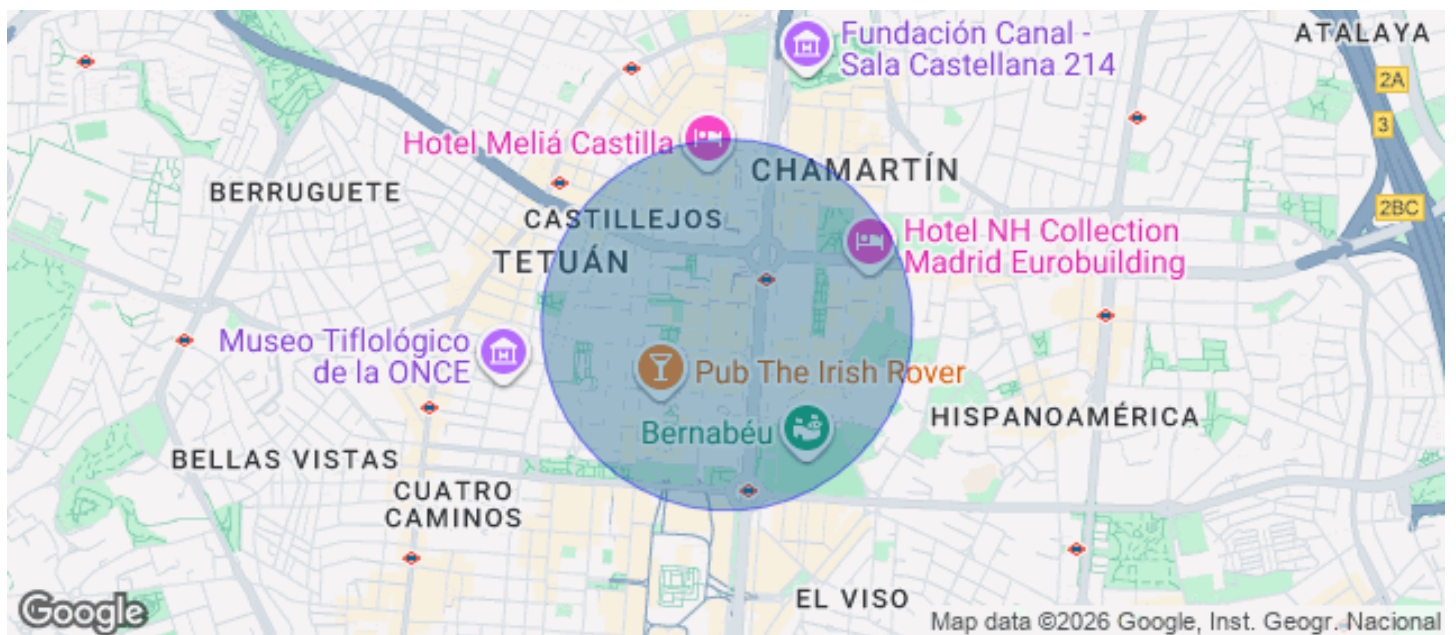 Fundación Canal -
Sala Castellana 214
ATALAYA
2A
3
Hotel Meliá Castilla
CHAMARTÍN
BERRUGUETE
2BC
CASTILLEJOS
Hotel NH Collection
Madrid Eurobuilding
TETUÁN
Museo Tiflológico
de la ONCE
Pub The Irish Rover
HISPANOAMÉRICA
Bernabéu
BELLAS VISTAS
CUATRO
CAMINOS
EL VISO
Google
Map data ©2026 Google, Inst. Geogr. Nacional